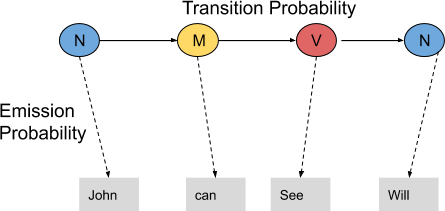 Transition Probability
N M V N
Emission
Probability
John can See Will